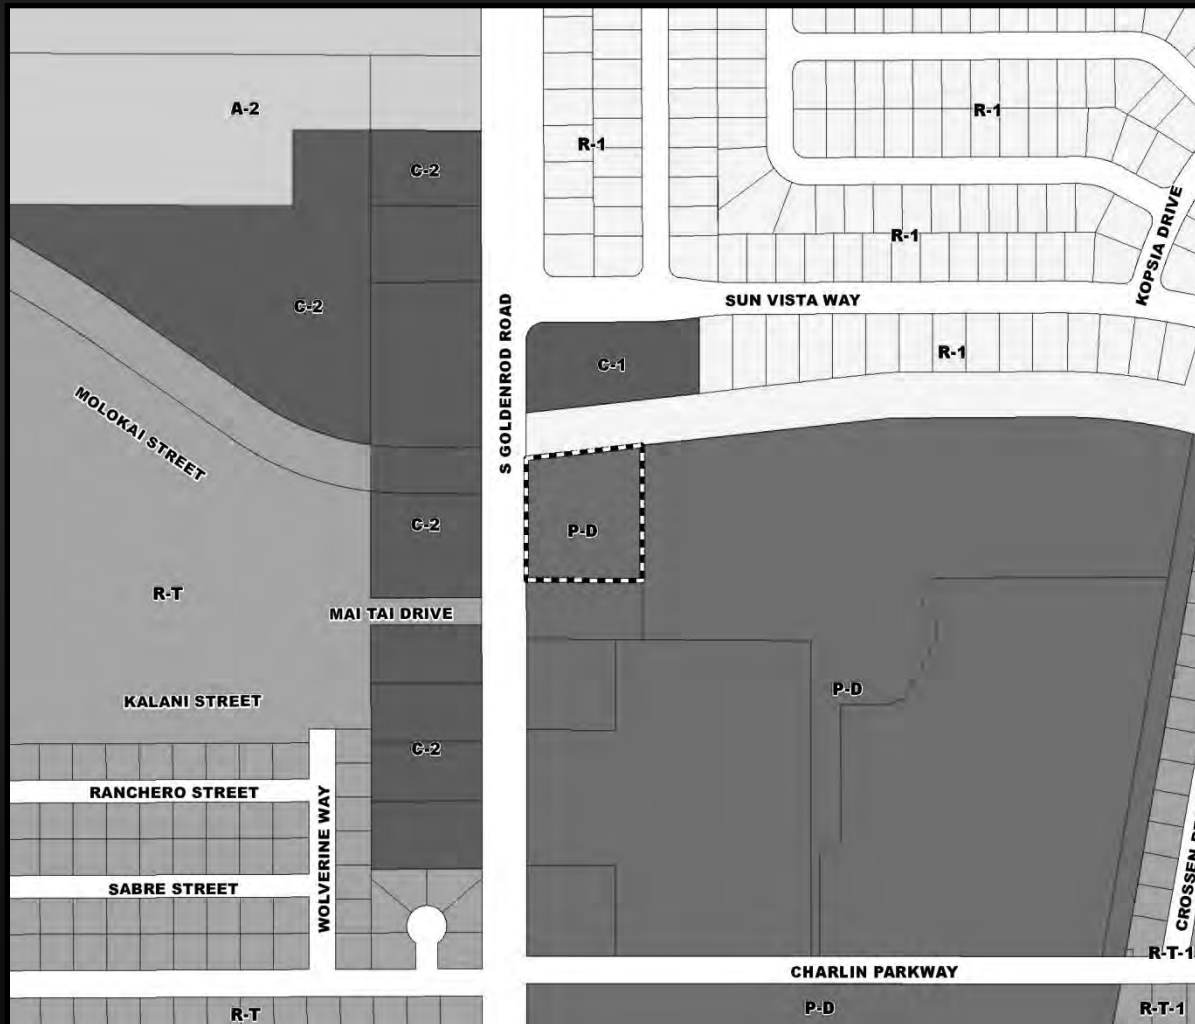 A-2
R-1
R-1
C-2
KOPSIA DRIVE
R-1
SUN VISTA WAY
C-2
S GOLDENROD ROAD
C-1
R-1
MOLOKAI STREET
C-2
P-D
R-T
MAI TAI DRIVE
KALANI STREET
P-D
C-2
RANCHERO STREET
WOLVERINE WAY
SABRE STREET
CROSSEN
R-T-1
CHARLIN PARKWAY
R-T
P-D
R-T-1